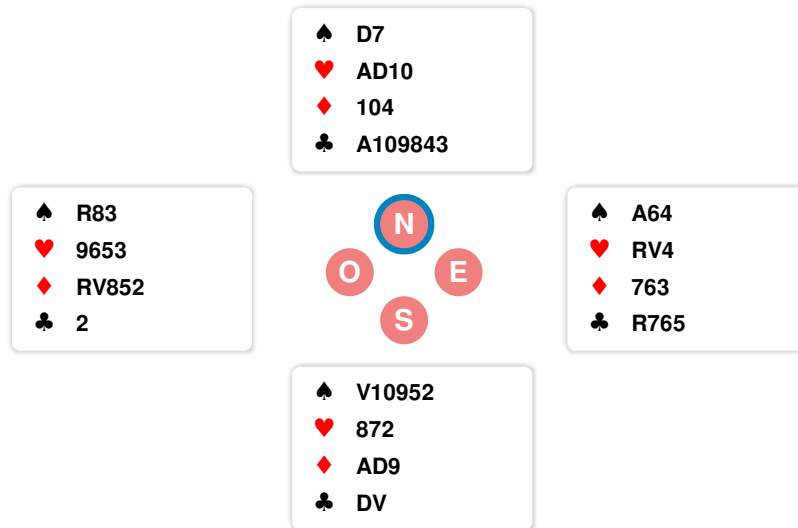 ♠ D7
♥ AD10
♦ 104
♣ A109843
♠ R83
♥ 9653
♦ RV852
♣ 2
N
O
E
S
♠ A64
♥ RV4
♦ 763
♣ R765
♠ V10952
♥ 872
♦ AD9
♣ DV